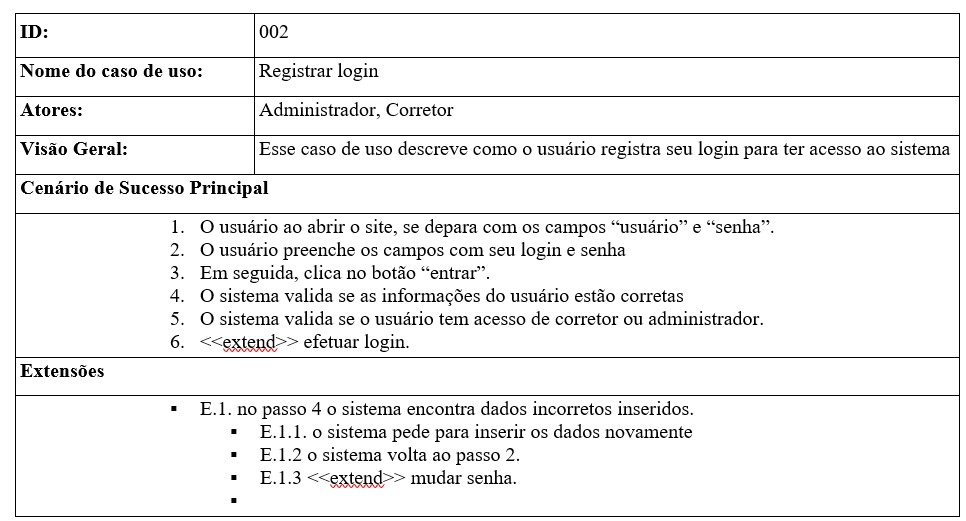 ID: 002
Nome do caso de uso: Registrar login
Atores: Administrador, Corretor
Visão Geral: Esse caso de uso descreve como o usuário registra seu login para ter acesso ao sistema
Cenário de Sucesso Principal
1. O usuário ao abrir o site, se depara com os campos “usuário” e “senha”.
2. O usuário preenche os campos com seu login e senha
3. Em seguida, clica no botão “entrar”.
4. O sistema valida se as informações do usuário estão corretas
5. O sistema valida se o usuário tem acesso de corretor ou administrador.
6. <<extend>> efetuar login.
Extensões
▪ E.1. no passo 4 o sistema encontra dados incorretos inseridos.
▪ E.1.1. o sistema pede para inserir os dados novamente
▪ E.1.2 o sistema volta ao passo 2.
▪ E.1.3 <<extend>> mudar senha.
▪